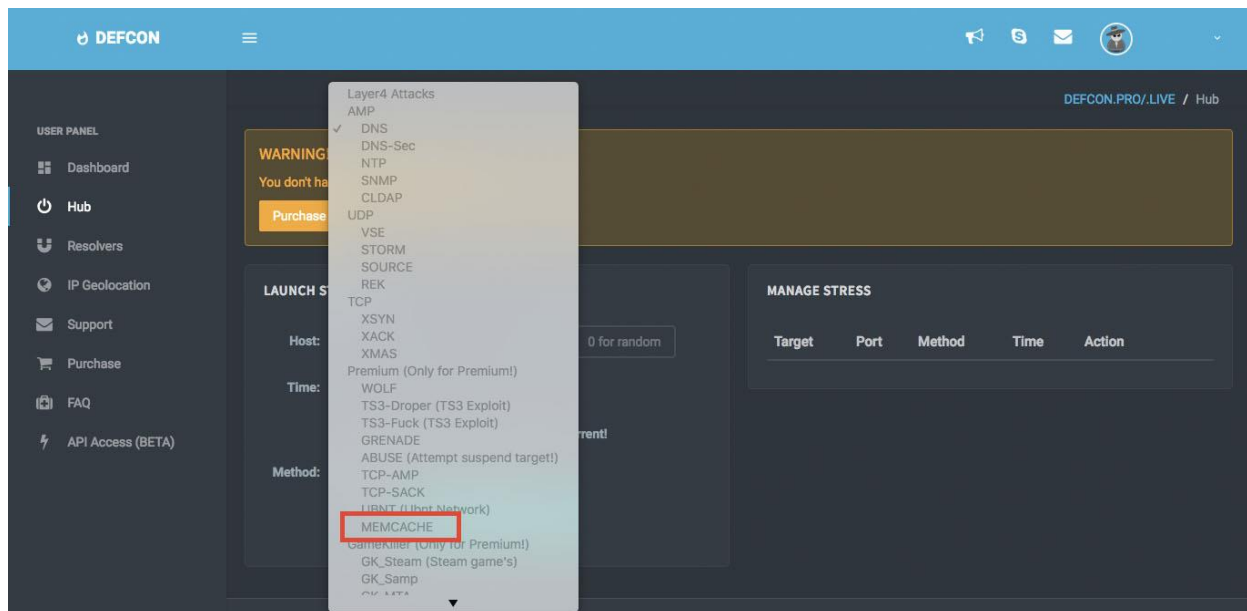 DEFCON
DEFCON.PRO/.LIVE / Hub
USER PANEL
Dashboard
Hub
Resolvers
IP Geolocation
Support
Purchase
FAQ
API Access (BETA)
WARNING!
You don't ha
Purchase
LAUNCH S
Host:
0 for random
Time:
rrent!
Method:
Layer4 Attacks
AMP
✓ DNS
DNS-Sec
NTP
SNMP
CLDAP
UDP
VSE
STORM
SOURCE
REK
TCP
XSYN
XACK
XMAS
Premium (Only for Premium!)
WOLF
TS3-Droper (TS3 Exploit)
TS3-Fuck (TS3 Exploit)
GRENADE
ABUSE (Attempt suspend target!)
TCP-AMP
TCP-SACK
UBNT (Ubnt Network)
MEMCACHE
GameKiller (Only for Premium!)
GK_Steam (Steam game's)
GK_Samp
GK_MTA
MANAGE STRESS
Target Port Method Time Action